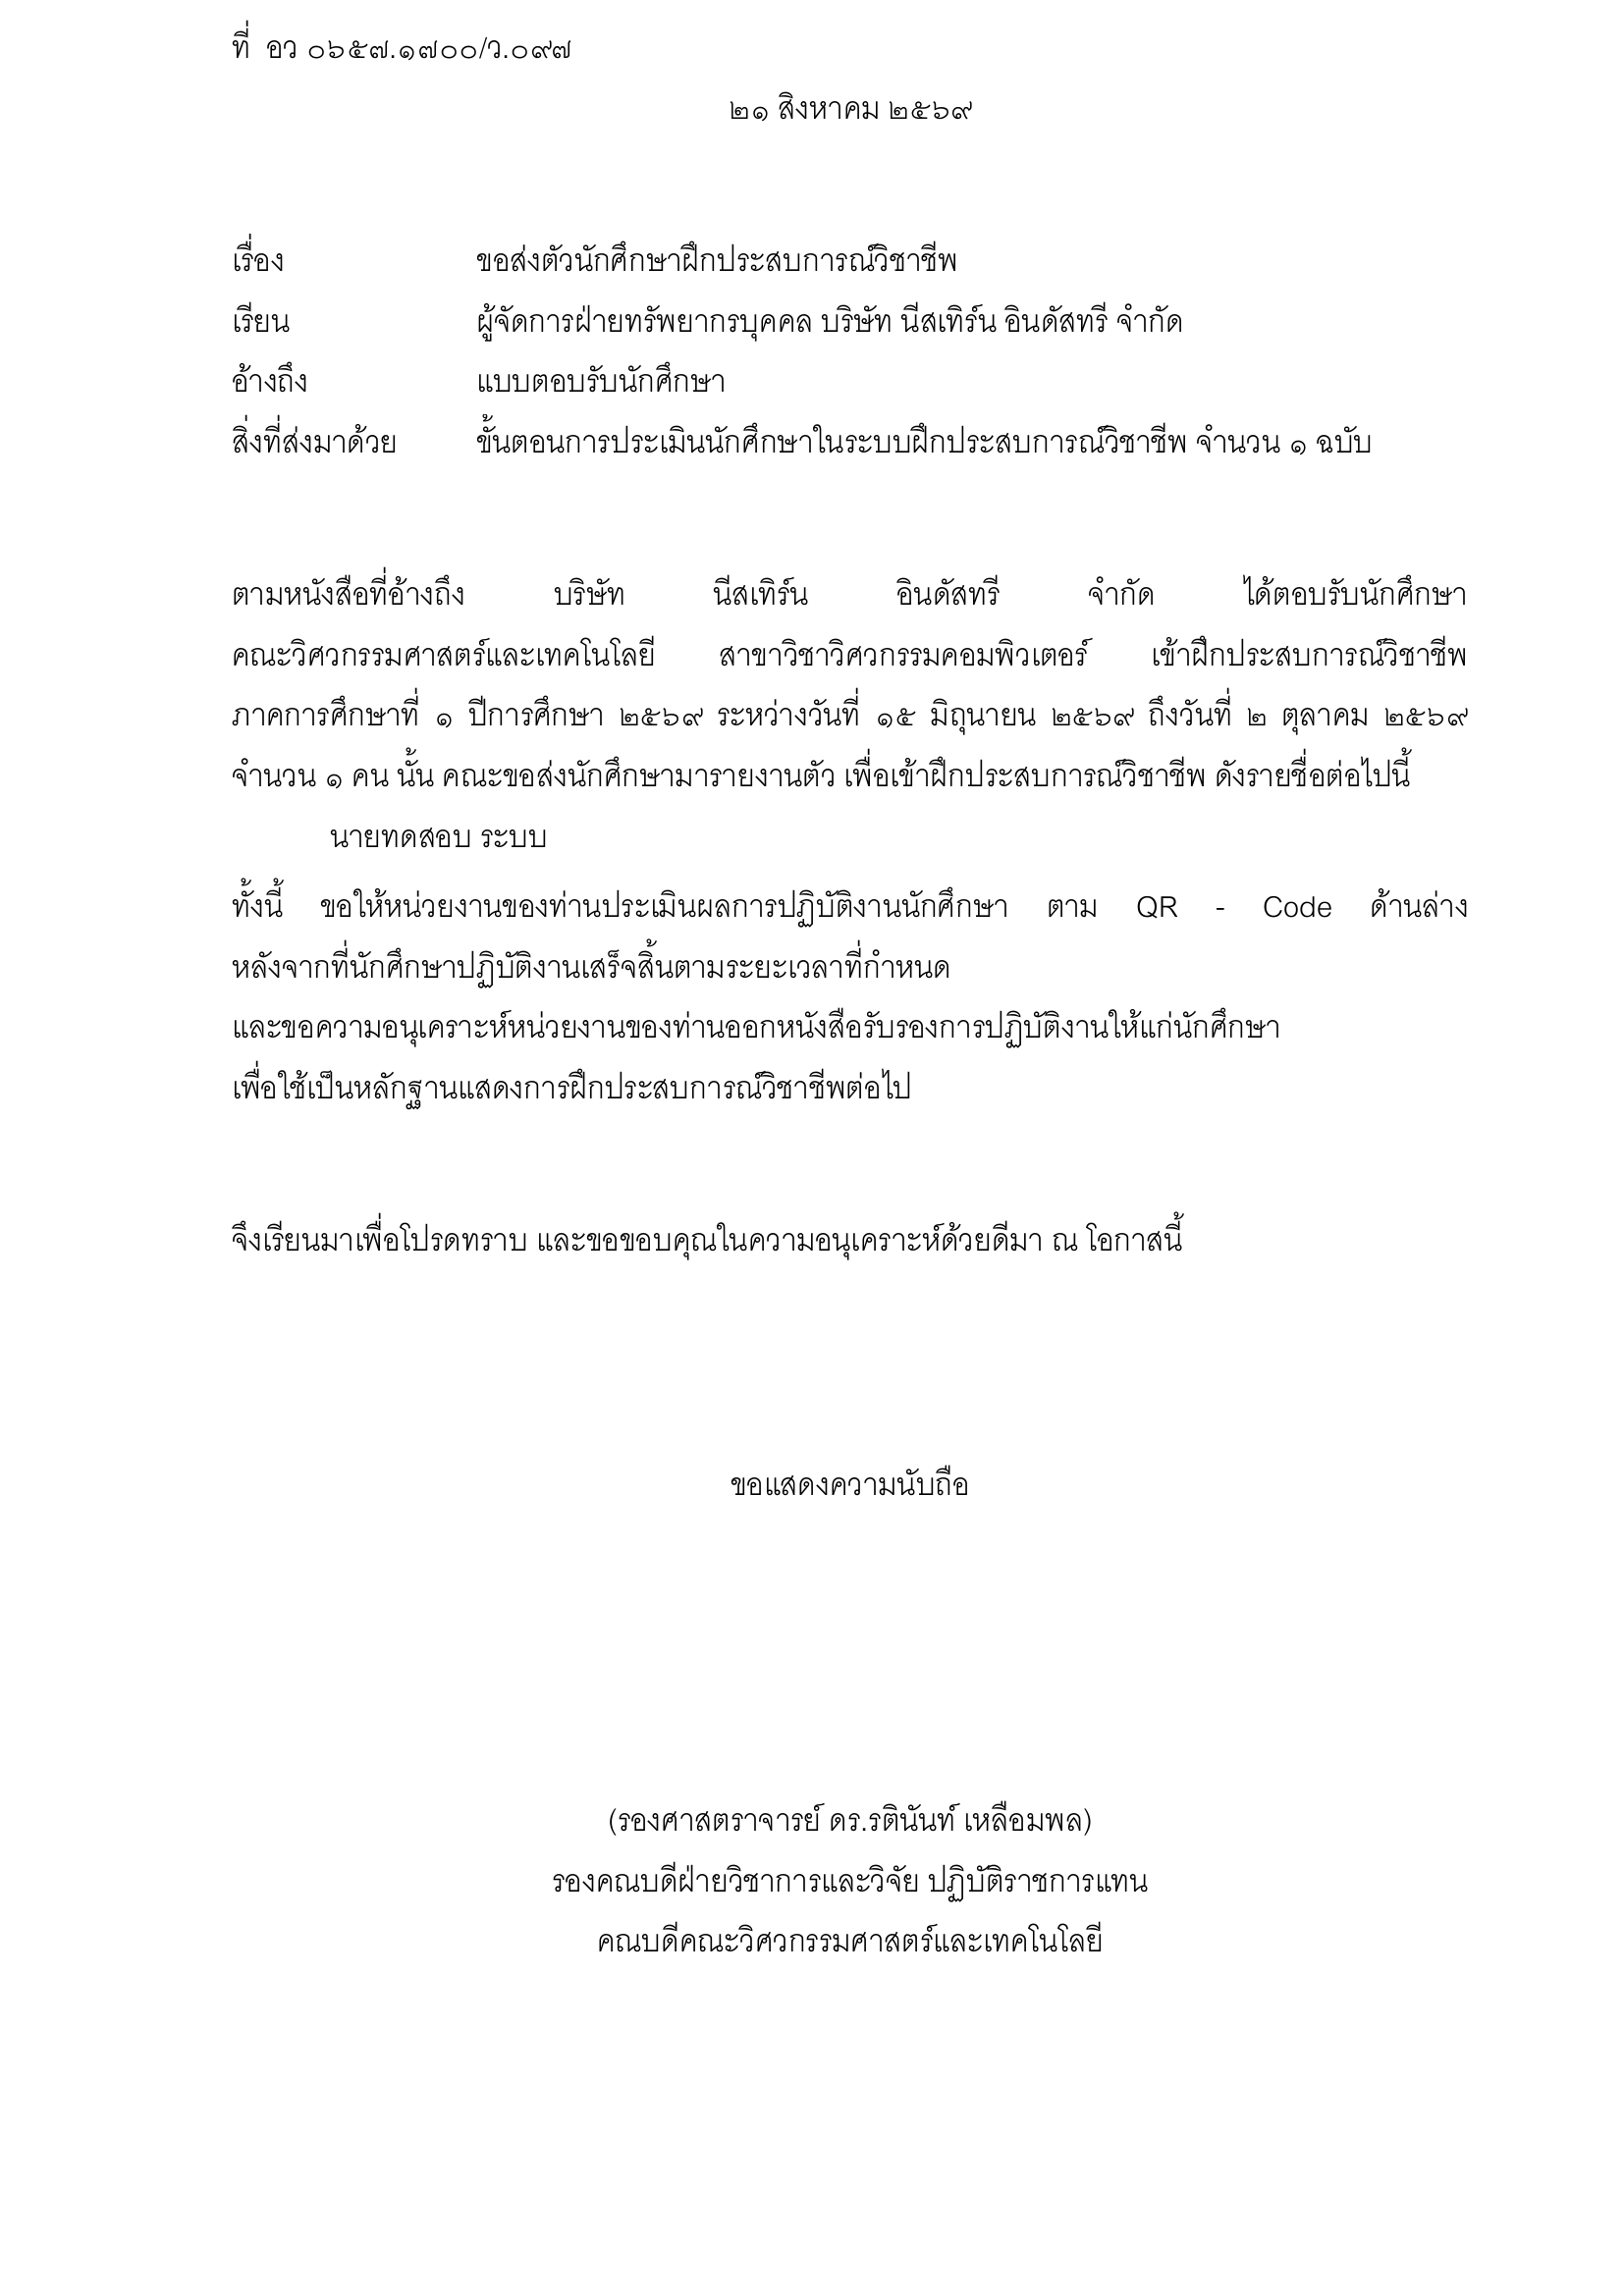 ที่ อว ๐๖๕๗.๑๗๐๐/ว.๐๙๗
๒๑ สิงหาคม ๒๕๖๙
เรื่อง ขอส่งตัวนักศึกษาฝึกประสบการณ์วิชาชีพ
เรียน ผู้จัดการฝ่ายทรัพยากรบุคคล บริษัท นีสเทิร์น อินดัสทรี จำกัด
อ้างถึง แบบตอบรับนักศึกษา
สิ่งที่ส่งมาด้วย ขั้นตอนการประเมินนักศึกษาในระบบฝึกประสบการณ์วิชาชีพ จำนวน ๑ ฉบับ
ตามหนังสือที่อ้างถึง บริษัท นีสเทิร์น อินดัสทรี จำกัด ได้ตอบรับนักศึกษา
คณะวิศวกรรมศาสตร์และเทคโนโลยี สาขาวิชาวิศวกรรมคอมพิวเตอร์ เข้าฝึกประสบการณ์วิชาชีพ
ภาคการศึกษาที่ ๑ ปีการศึกษา ๒๕๖๙ ระหว่างวันที่ ๑๕ มิถุนายน ๒๕๖๙ ถึงวันที่ ๒ ตุลาคม ๒๕๖๙
จำนวน ๑ คน นั้น คณะขอส่งนักศึกษามารายงานตัว เพื่อเข้าฝึกประสบการณ์วิชาชีพ ดังรายชื่อต่อไปนี้
นายทดสอบ ระบบ
ทั้งนี้ ขอให้หน่วยงานของท่านประเมินผลการปฏิบัติงานนักศึกษา ตาม QR - Code ด้านล่าง
หลังจากที่นักศึกษาปฏิบัติงานเสร็จสิ้นตามระยะเวลาที่กำหนด
และขอความอนุเคราะห์หน่วยงานของท่านออกหนังสือรับรองการปฏิบัติงานให้แก่นักศึกษา
เพื่อใช้เป็นหลักฐานแสดงการฝึกประสบการณ์วิชาชีพต่อไป
จึงเรียนมาเพื่อโปรดทราบ และขอขอบคุณในความอนุเคราะห์ด้วยดีมา ณ โอกาสนี้
ขอแสดงความนับถือ
(รองศาสตราจารย์ ดร.รตินันท์ เหลือมพล)
รองคณบดีฝ่ายวิชาการและวิจัย ปฏิบัติราชการแทน
คณบดีคณะวิศวกรรมศาสตร์และเทคโนโลยี